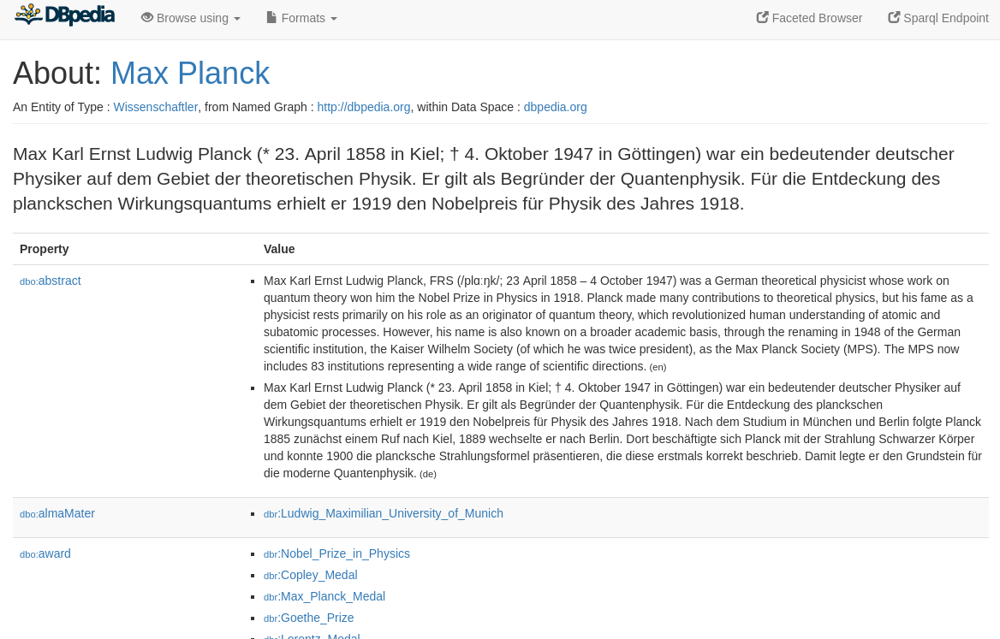 DBpedia Browse using Formats Faceted Browser Sparql Endpoint
About: Max Planck
An Entity of Type : Wissenschaftler, from Named Graph : http://dbpedia.org, within Data Space : dbpedia.org
Max Karl Ernst Ludwig Planck (* 23. April 1858 in Kiel; † 4. Oktober 1947 in Göttingen) war ein bedeutender deutscher
Physiker auf dem Gebiet der theoretischen Physik. Er gilt als Begründer der Quantenphysik. Für die Entdeckung des
planckschen Wirkungsquantums erhielt er 1919 den Nobelpreis für Physik des Jahres 1918.
Property Value
dbo:abstract
Max Karl Ernst Ludwig Planck, FRS (/plɑːŋk/; 23 April 1858 – 4 October 1947) was a German theoretical physicist whose work on
quantum theory won him the Nobel Prize in Physics in 1918. Planck made many contributions to theoretical physics, but his fame as a
physicist rests primarily on his role as an originator of quantum theory, which revolutionized human understanding of atomic and
subatomic processes. However, his name is also known on a broader academic basis, through the renaming in 1948 of the German
scientific institution, the Kaiser Wilhelm Society (of which he was twice president), as the Max Planck Society (MPS). The MPS now
includes 83 institutions representing a wide range of scientific directions. (en)
Max Karl Ernst Ludwig Planck (* 23. April 1858 in Kiel; † 4. Oktober 1947 in Göttingen) war ein bedeutender deutscher Physiker auf
dem Gebiet der theoretischen Physik. Er gilt als Begründer der Quantenphysik. Für die Entdeckung des planckschen
Wirkungsquantums erhielt er 1919 den Nobelpreis für Physik des Jahres 1918. Nach dem Studium in München und Berlin folgte Planck
1885 zunächst einem Ruf nach Kiel, 1889 wechselte er nach Berlin. Dort beschäftigte sich Planck mit der Strahlung Schwarzer Körper
und konnte 1900 die plancksche Strahlungsformel präsentieren, die diese erstmals korrekt beschrieb. Damit legte er den Grundstein für
die moderne Quantenphysik. (de)
dbo:almaMater dbr:Ludwig_Maximilian_University_of_Munich
dbo:award dbr:Nobel_Prize_in_Physics
dbr:Copley_Medal
dbr:Max_Planck_Medal
dbr:Goethe_Prize
dbr:Lorentz_Medal